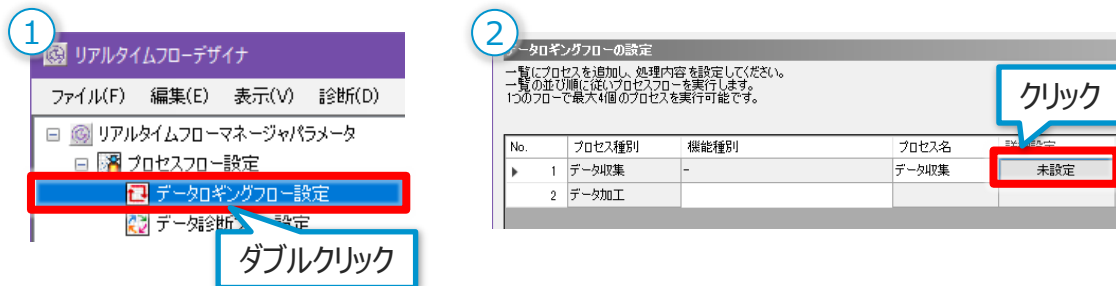 1
リアルタイムフローデザイナ
ファイル(F) 編集(E) 表示(V) 診断(D)
リアルタイムフローマネージャパラメータ
プロセスフロー設定
データロギングフロー設定
データ診断フ 設定
ダブルクリック
2
データロギングフローの設定
一覧にプロセスを追加し、処理内容を設定してください。
一覧の並び順に従いプロセスフローを実行します。
1つのフローで最大4個のプロセスを実行可能です。
クリック
No. プロセス種別 機能種別 プロセス名 詳細設定
1 データ収集 - データ収集 未設定
2 データ加工